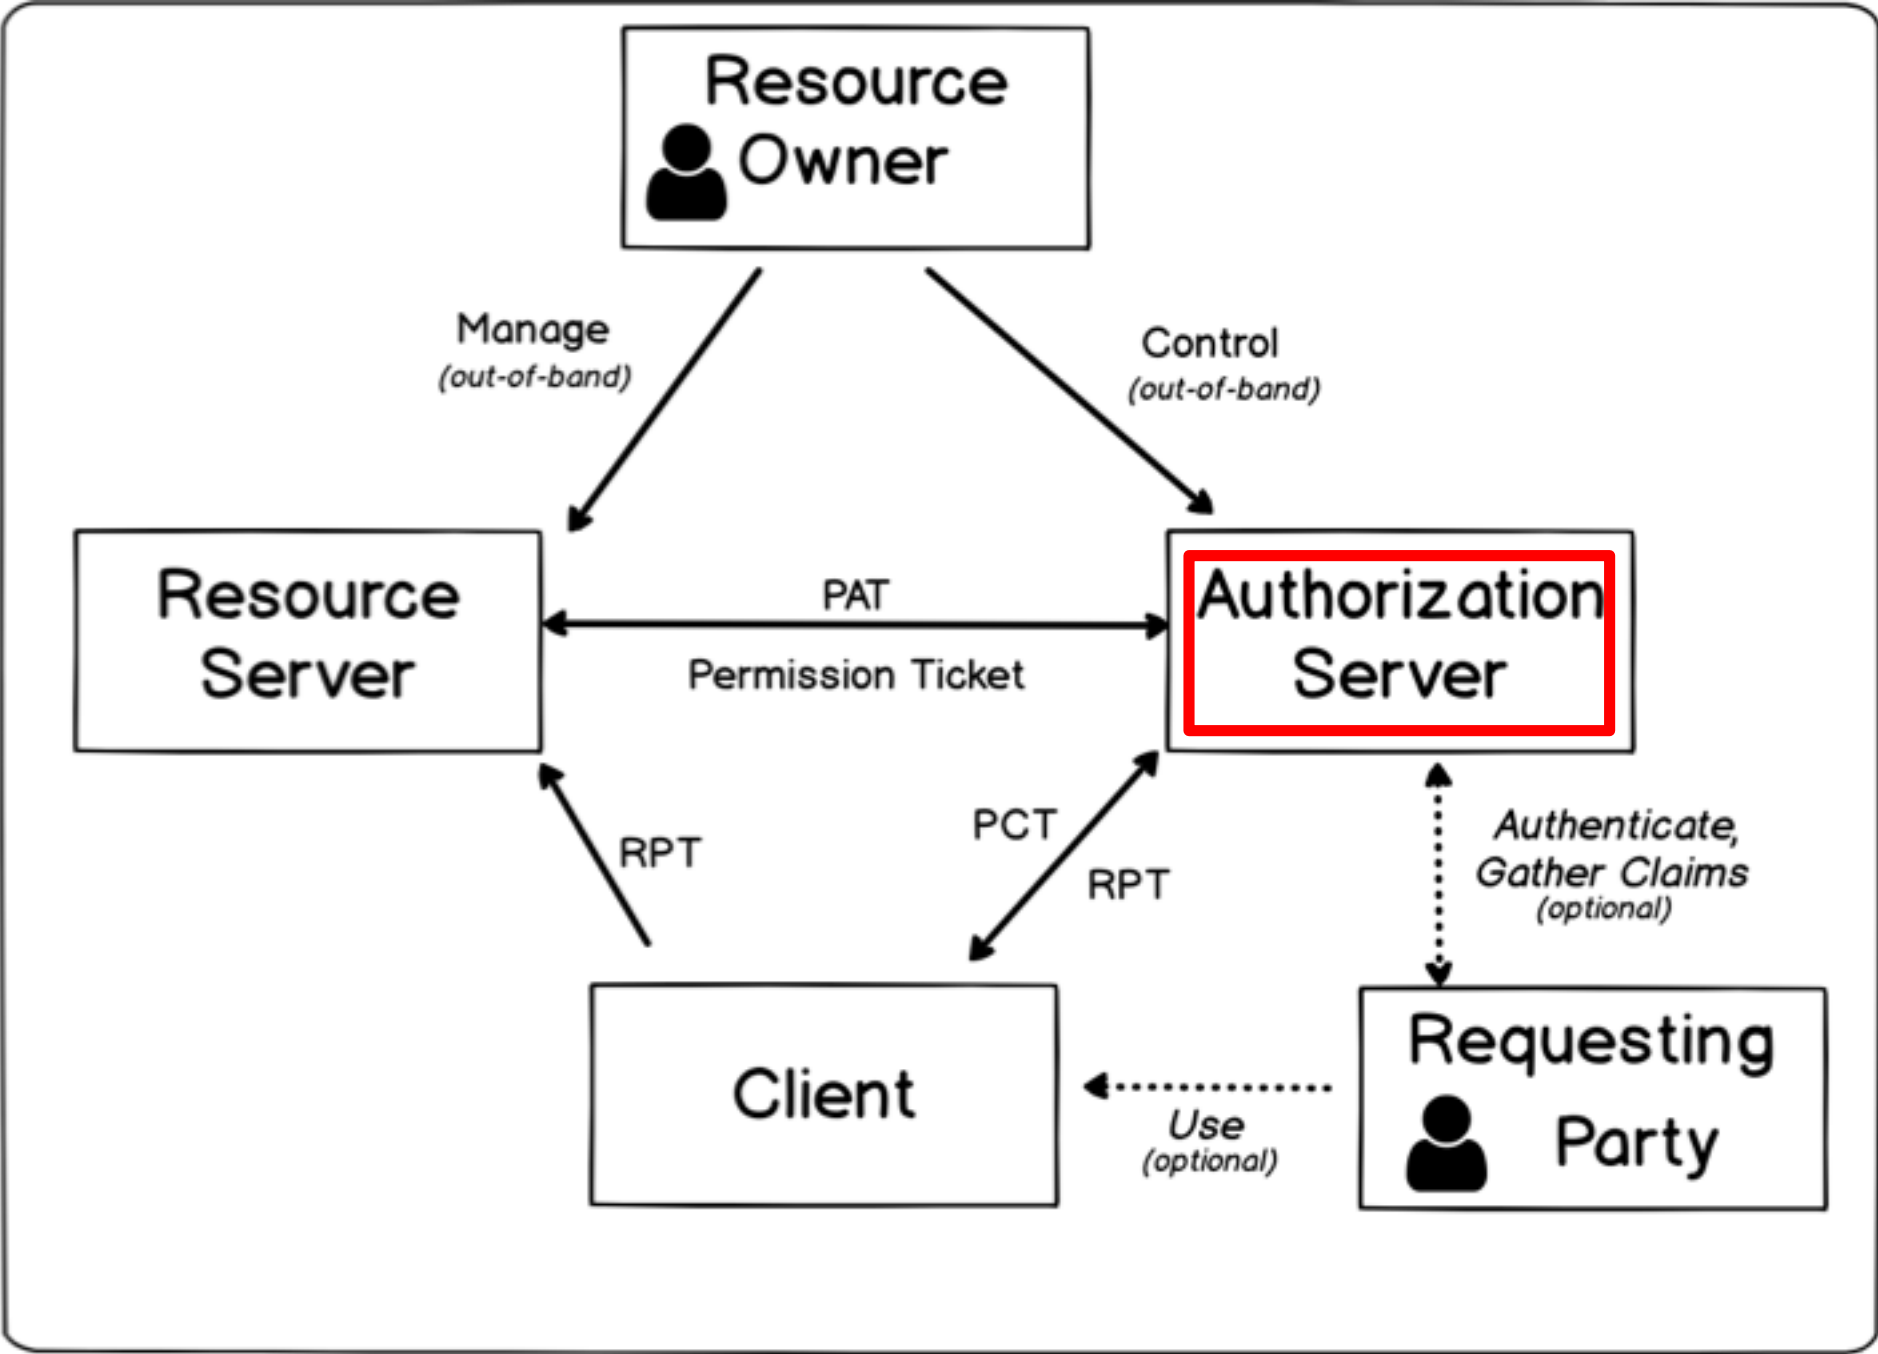 Resource
Owner
Manage
(out-of-band)
Control
(out-of-band)
Resource
Server
PAT
Permission Ticket
Authorization
Server
RPT
PCT
RPT
Authenticate,
Gather Claims
(optional)
Client
Use
(optional)
Requesting
Party